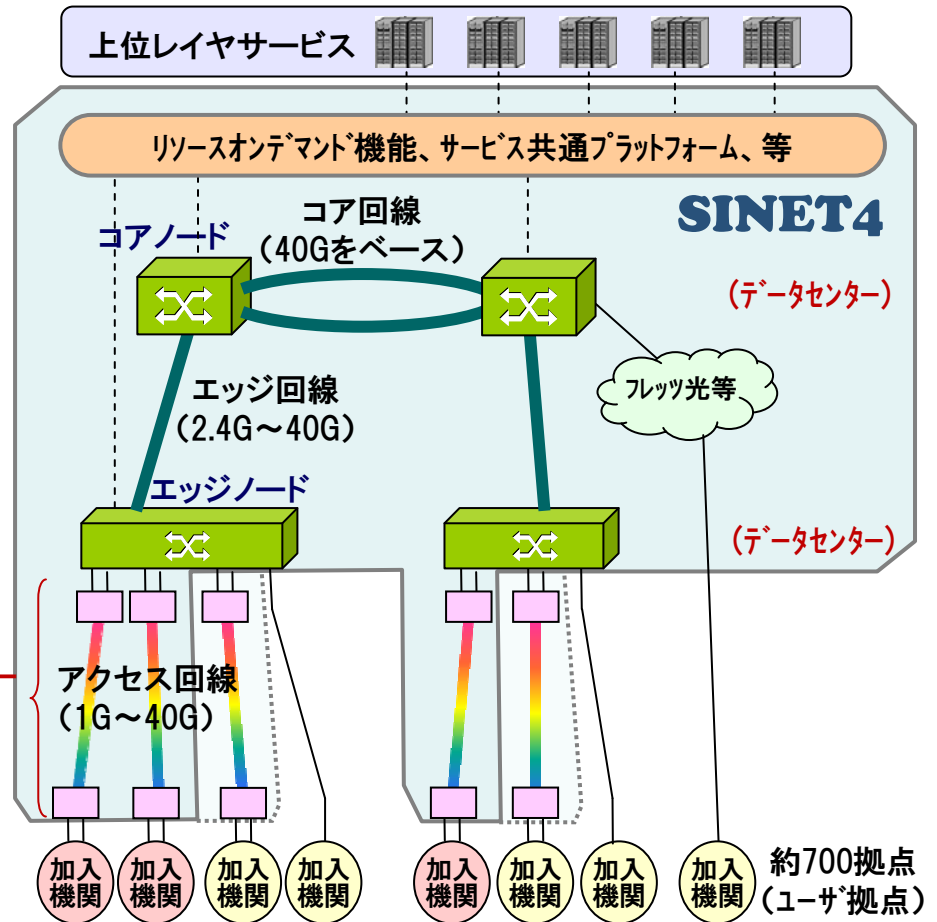 上位レイヤサービス
リソースオンデマンド機能、サービス共通プラットフォーム、等
SINET4
コア回線
（40Gをベース）
コアノード
（データセンター）
フレッツ光等
エッジ回線
（2.4G～40G）
エッジノード
（データセンター）
アクセス回線
（1G～40G）
加入
機関
加入
機関
加入
機関
加入
機関
加入
機関
加入
機関
加入
機関
加入
機関
約700拠点
（ユーザ拠点）